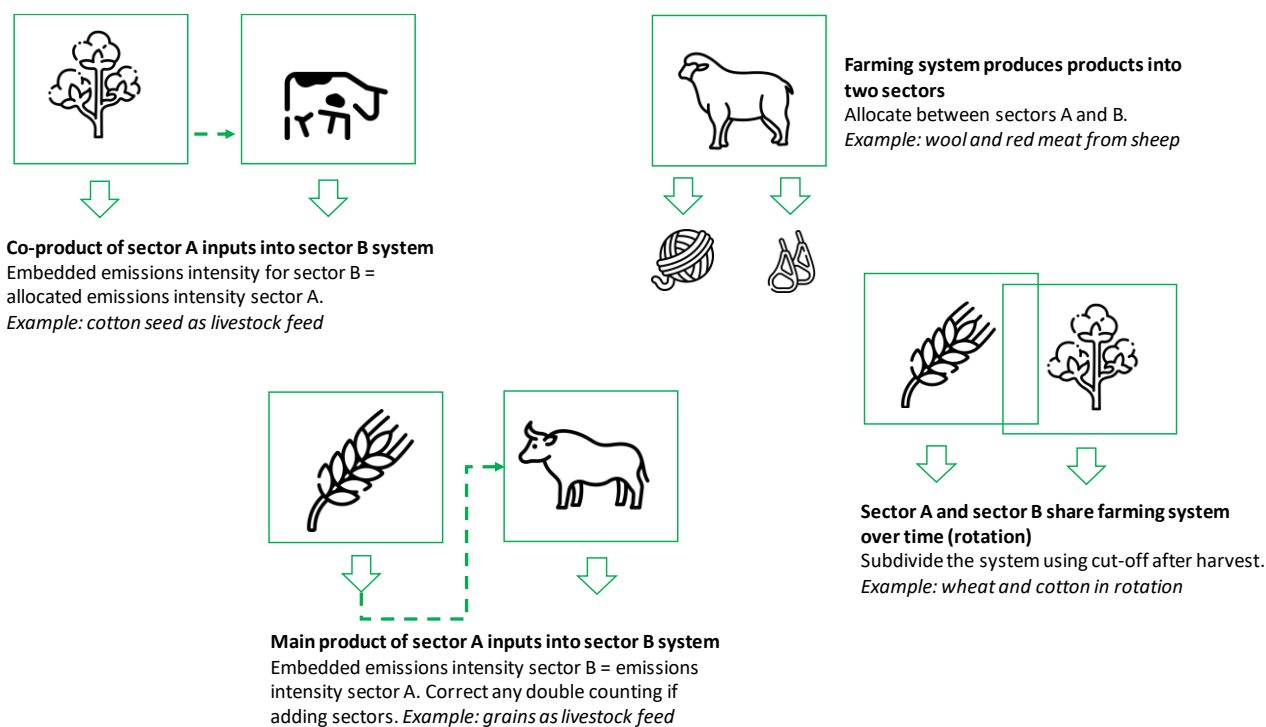 Co-product of sector A inputs into sector B system
Embedded emissions intensity for sector B =
allocated emissions intensity sector A.
Example: cotton seed as livestock feed
Farming system produces products into
two sectors
Allocate between sectors A and B.
Example: wool and red meat from sheep
Main product of sector A inputs into sector B system
Embedded emissions intensity sector B = emissions
intensity sector A. Correct any double counting if
adding sectors. Example: grains as livestock feed
Sector A and sector B share farming system
over time (rotation)
Subdivide the system using cut-off after harvest.
Example: wheat and cotton in rotation